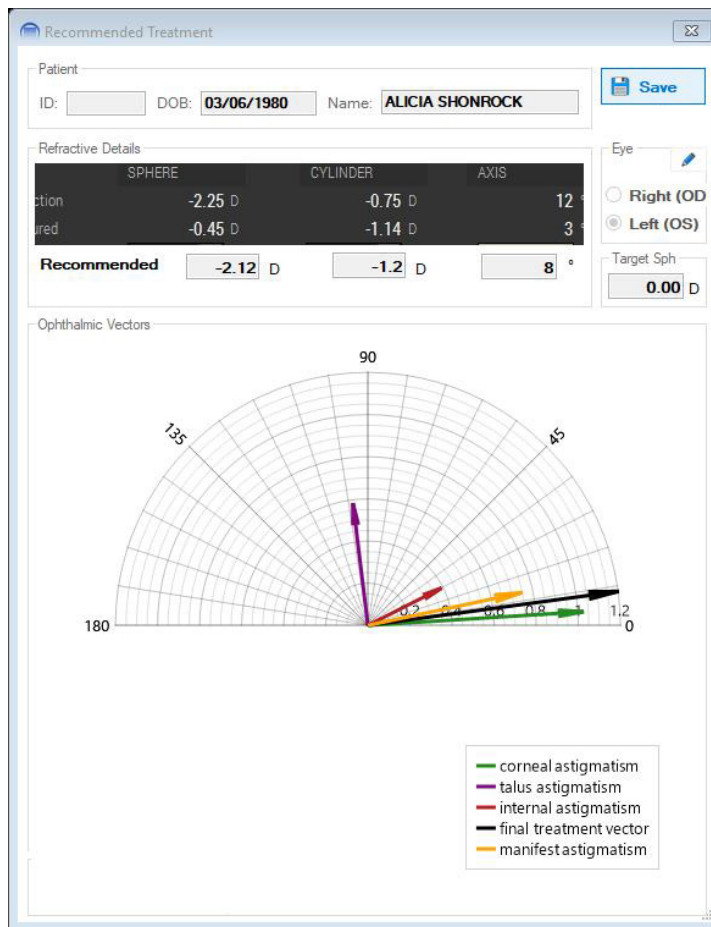 Recommended Treatment
Patient
ID:
DOB: 03/06/1980
Name: ALICIA SHONROCK
Save
Refractive Details
SPHERE CYLINDER AXIS
ction -2.25 D -0.75 D 12 °
ured -0.45 D -1.14 D 3 °
Recommended -2.12 D -1.2 D 8 °
Eye
Right (OD
Left (OS)
Target Sph
0.00 D
Ophthalmic Vectors
90
135
45
180
0.2 0.4 0.6 0.8 1 1.2
0
corneal astigmatism
talus astigmatism
internal astigmatism
final treatment vector
manifest astigmatism